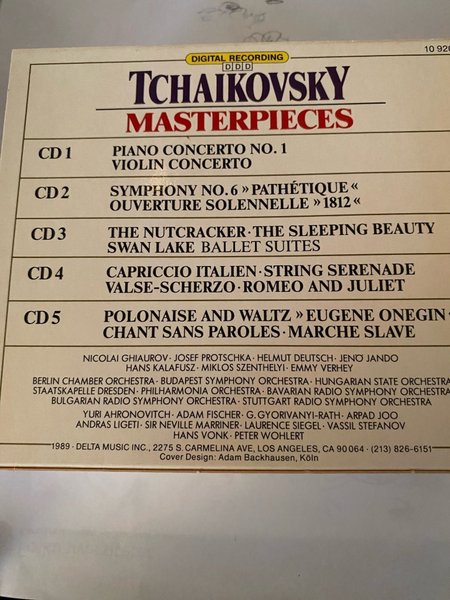 DIGITAL RECORDING
DDD
10 92
TCHAIKOVSKY
MASTERPIECES
CD 1 PIANO CONCERTO NO. 1
VIOLIN CONCERTO
CD 2 SYMPHONY NO. 6 »PATHÉTIQUE«
OUVERTURE SOLENNELLE »1812«
CD 3 THE NUTCRACKER · THE SLEEPING BEAUTY
SWAN LAKE BALLET SUITES
CD 4 CAPRICCIO ITALIEN · STRING SERENADE
VALSE-SCHERZO · ROMEO AND JULIET
CD 5 POLONAISE AND WALTZ »EUGENE ONEGIN«
CHANT SANS PAROLES · MARCHE SLAVE
NICOLAI GHIAUROV · JOSEF PROTSCHKA · HELMUT DEUTSCH · JENÖ JANDO
HANS KALAFUSZ · MIKLOS SZENTHELYI · EMMY VERHEY
BERLIN CHAMBER ORCHESTRA · BUDAPEST SYMPHONY ORCHESTRA · HUNGARIAN STATE ORCHESTRA
STAATSKAPELLE DRESDEN · PHILHARMONIA ORCHESTRA · BAVARIAN RADIO SYMPHONY ORCHESTRA
BULGARIAN RADIO SYMPHONY ORCHESTRA · STUTTGART RADIO SYMPHONY ORCHESTRA
YURI AHRONOVITCH · ADAM FISCHER · G. GYORIVANYI-RATH · ARPAD JOO
ANDRAS LIGETI · SIR NEVILLE MARRINER · LAURENCE SIEGEL · VASSIL STEFANOV
HANS VONK · PETER WOHLERT
1989 · DELTA MUSIC INC., 2275 S. CARMELINA AVE, LOS ANGELES, CA 90064 · (213) 826-6151
Cover Design: Adam Backhausen, Köln